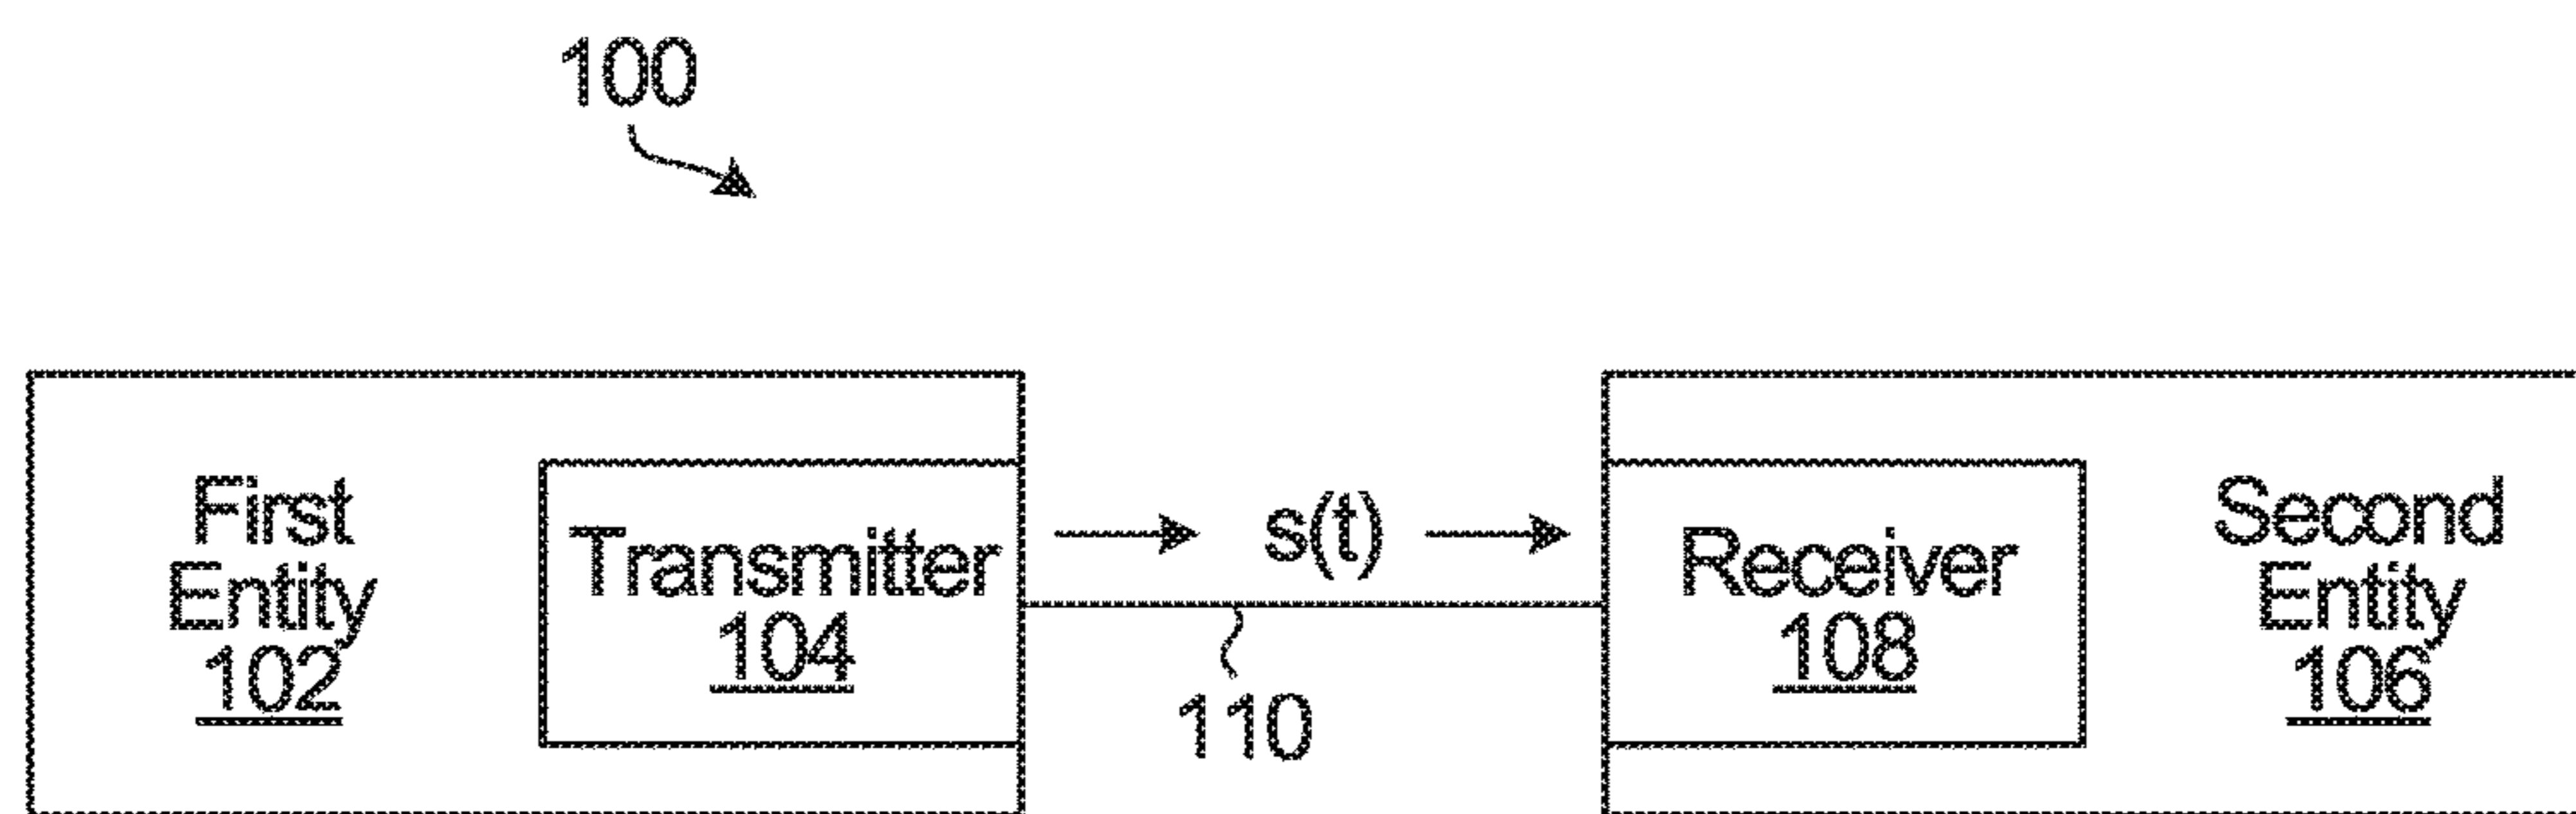 100
First
Entity
102
Transmitter
104
s(t)
110
Receiver
108
Second
Entity
106